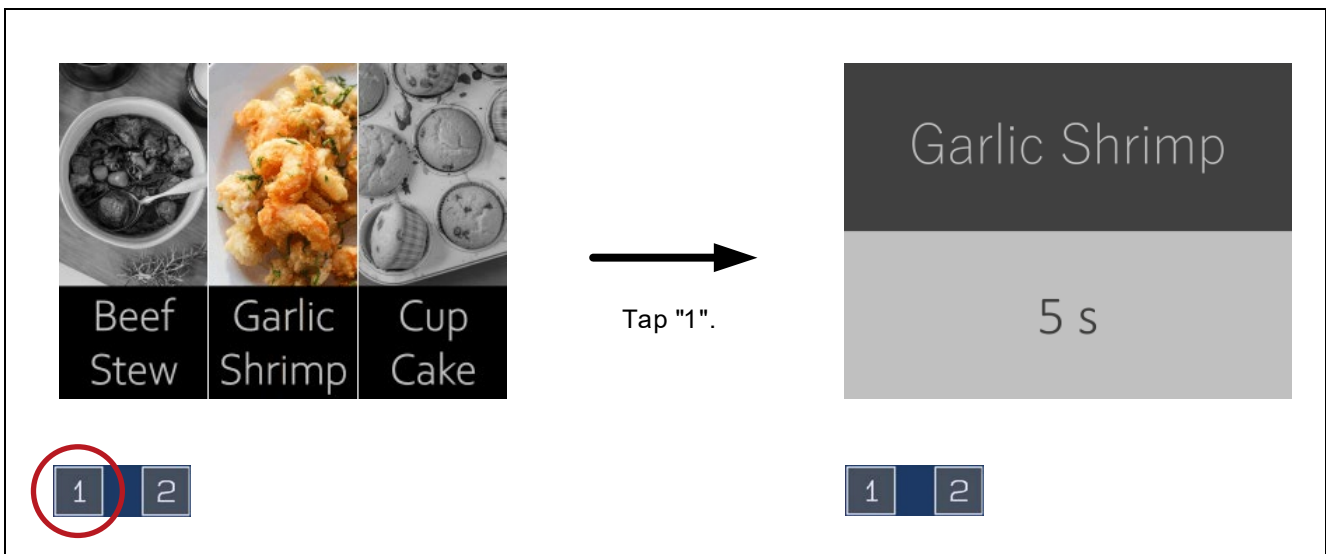 Beef
Stew
Garlic
Shrimp
Cup
Cake
1 2
Tap "1".
Garlic Shrimp
5 s
1 2